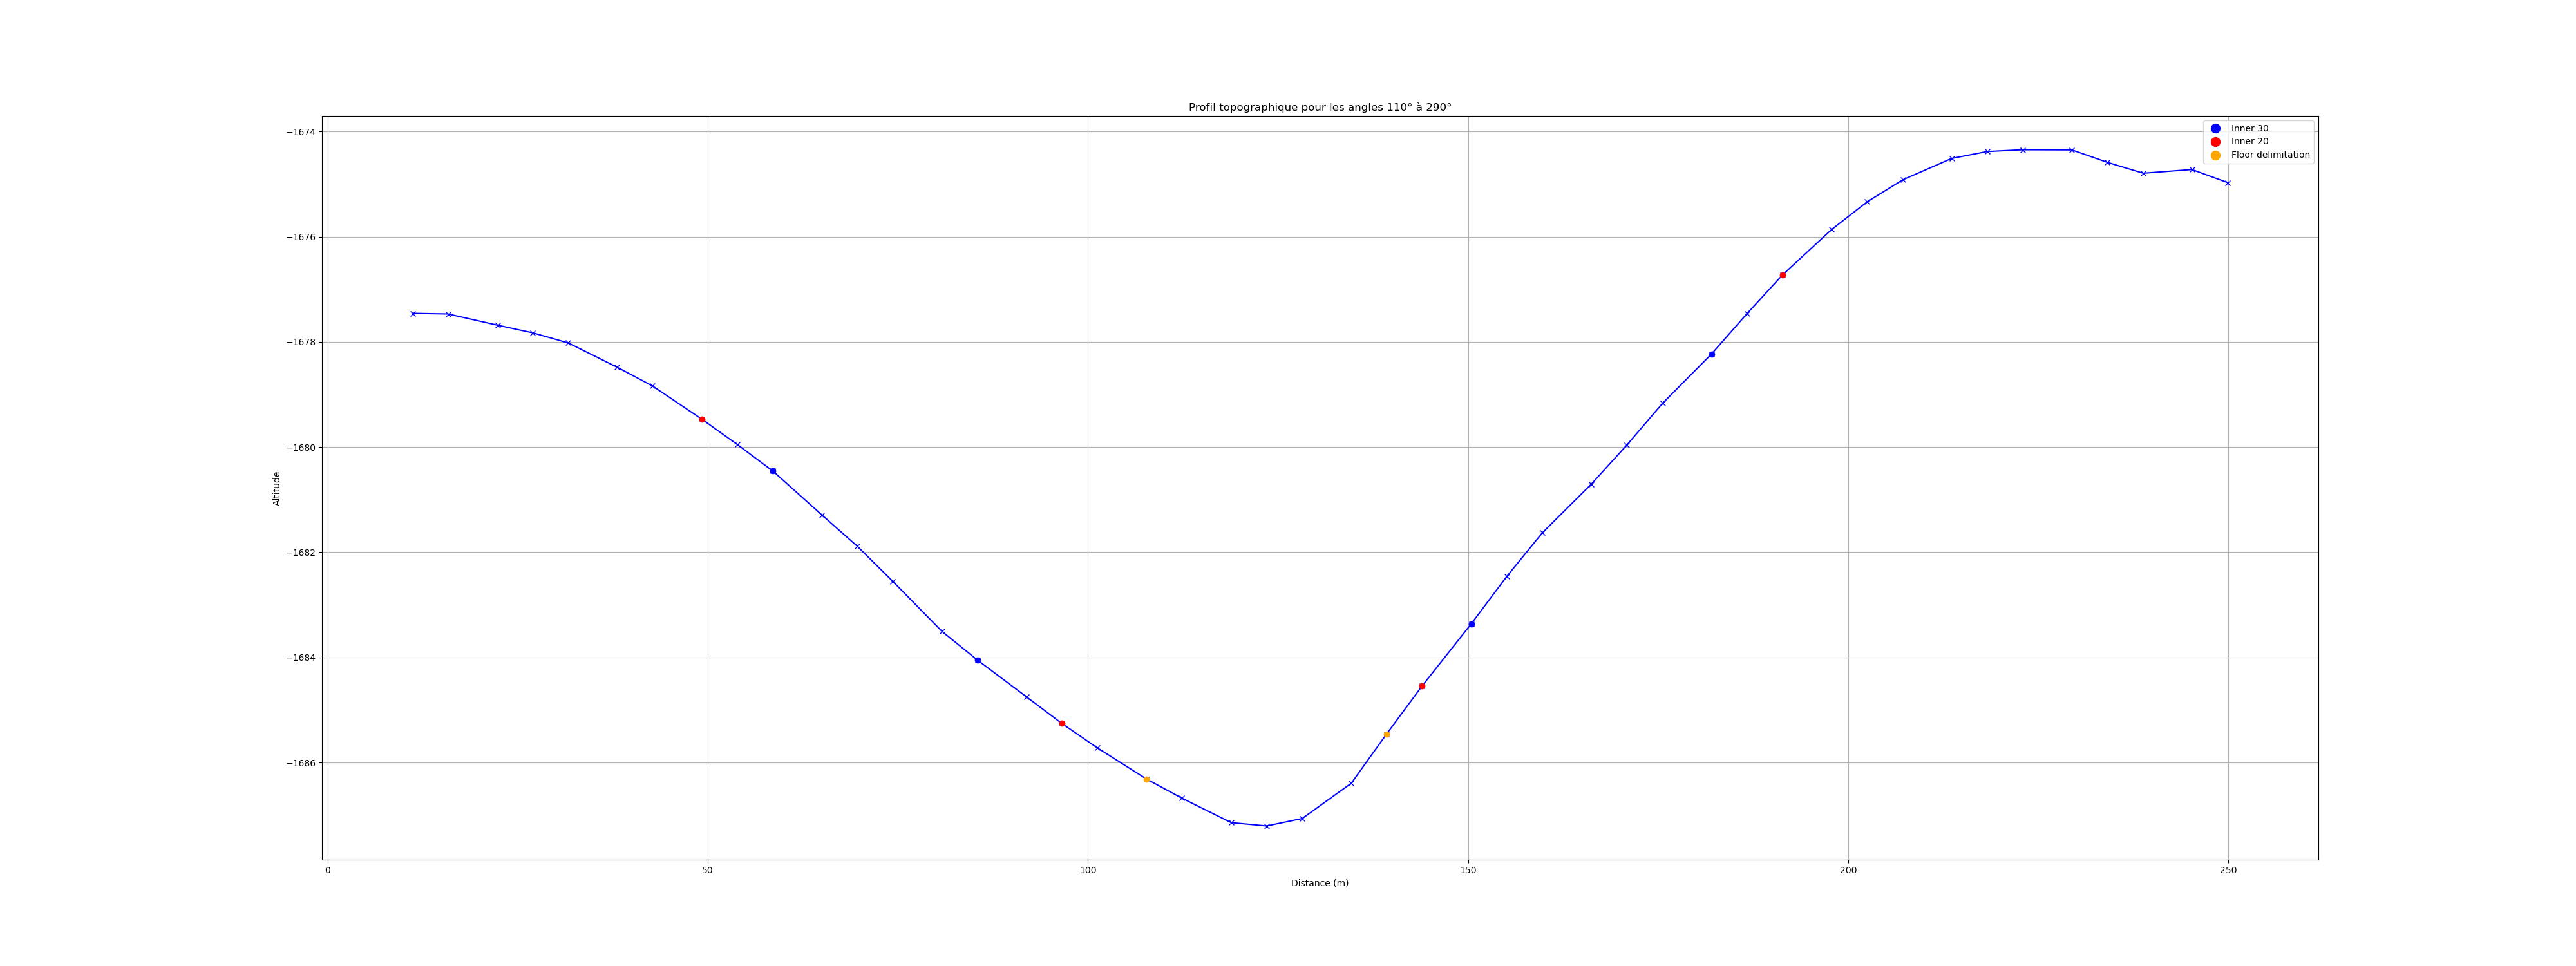 Profil topographique pour les angles 110° à 290°
Inner 30
Inner 20
Floor delimitation
−1674
−1676
−1678
−1680
−1682
−1684
−1686
Altitude
0 50 100 150 200 250
Distance (m)